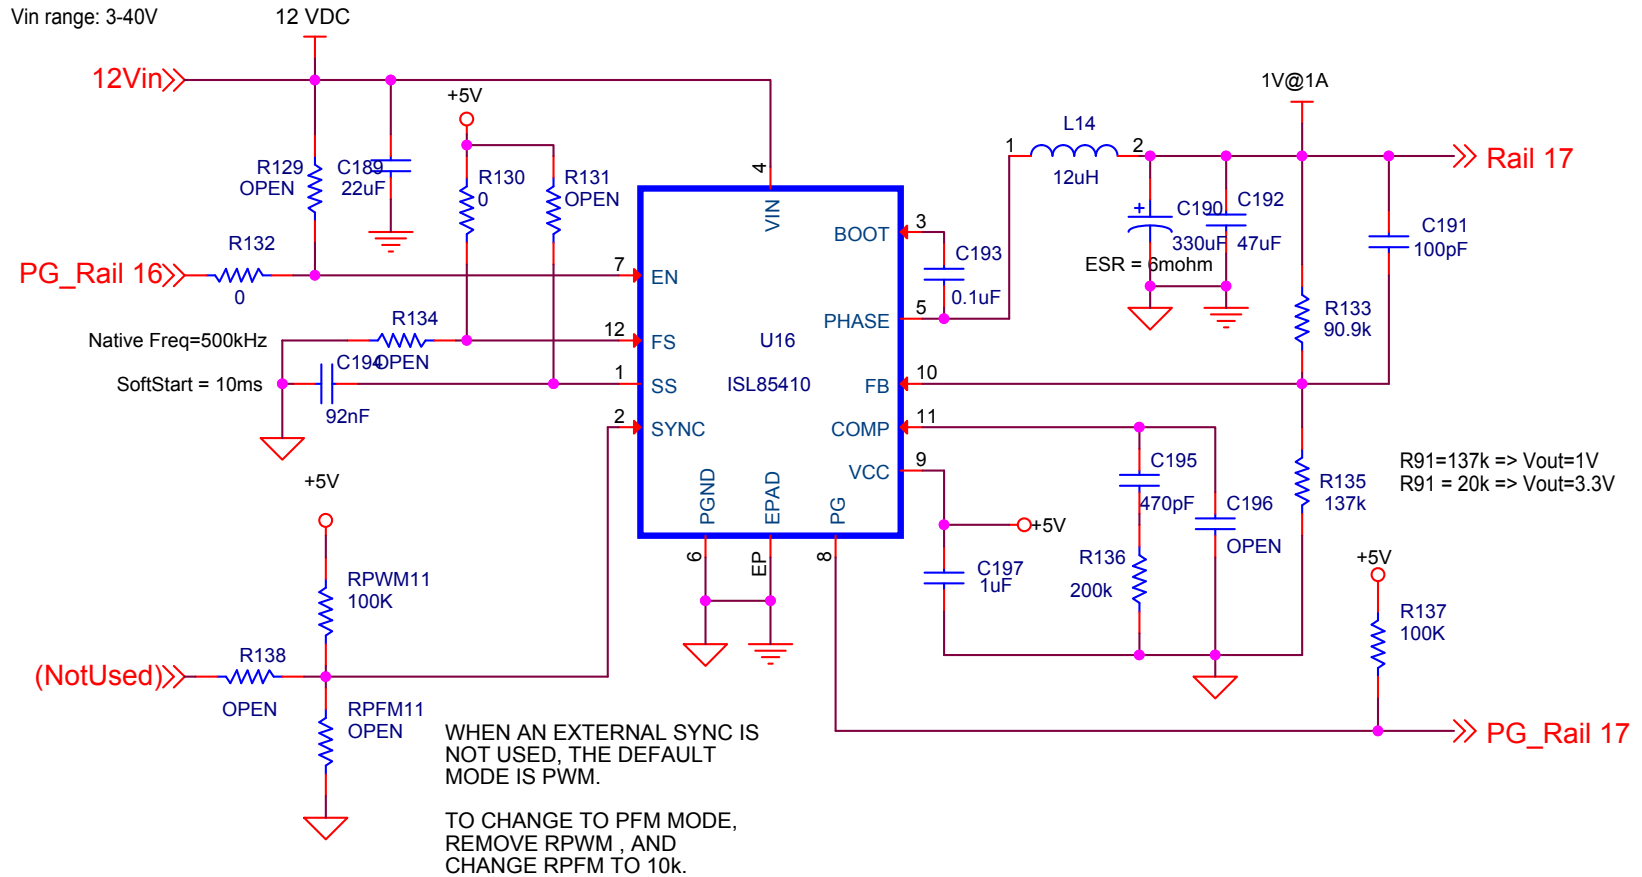 Vin range: 3-40V
12 VDC
12Vin
+5V
1V@1A
L14
1
2
12uH
Rail 17
R129
OPEN
C189
22uF
R130
0
R131
OPEN
4
VIN
3
BOOT
C193
0.1uF
C190
330uF
ESR = 6mohm
C192
47uF
C191
100pF
R132
0
PG_Rail 16
7
EN
5
PHASE
R133
90.9k
Native Freq=500kHz
R134
OPEN
12
FS
U16
ISL85410
SoftStart = 10ms
C194
92nF
1
SS
10
FB
2
SYNC
11
COMP
9
VCC
C195
470pF
C196
OPEN
R135
137k
R91=137k => Vout=1V
R91 = 20k => Vout=3.3V
+5V
PGND
EPAD
PG
6
EP
8
+5V
C197
1uF
R136
200k
+5V
R137
100K
RPWM11
100K
R138
OPEN
(NotUsed)
RPFM11
OPEN
PG_Rail 17
WHEN AN EXTERNAL SYNC IS
NOT USED, THE DEFAULT
MODE IS PWM.
TO CHANGE TO PFM MODE,
REMOVE RPWM , AND
CHANGE RPFM TO 10k.